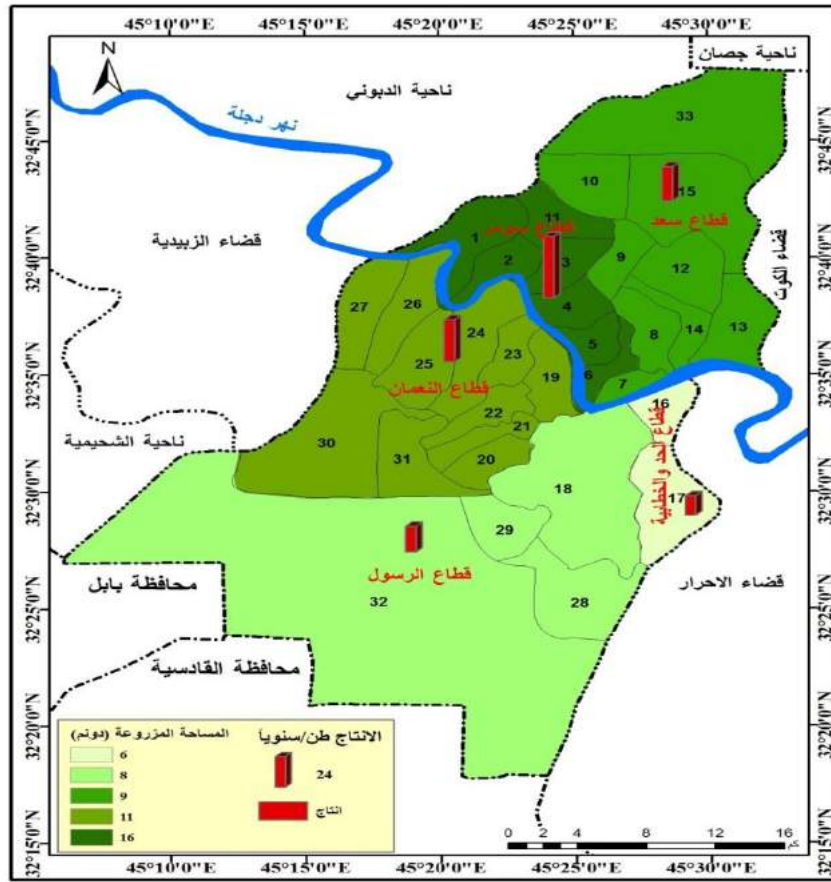 45°10'0"E 45°15'0"E 45°20'0"E 45°25'0"E 45°30'0"E
N
ناحية جصان
ناحية الدبوني
نهر دجلة
33
32°45'0"N 32°45'0"N
10 15
قطاع سعد
11
قطاع
1 2 3 9 12
قضاء الزبيدية
قضاء الكوت
32°40'0"N 32°40'0"N
27 26 24 4
25 23 5 8 14 13
قطاع النعمان
19 6 7
32°35'0"N 32°35'0"N
16
22 21
30 31 20
ناحية الشحيمية
قطاع الحد والخطابية
17
32°30'0"N 32°30'0"N
18
29
قطاع الرسول
قضاء الاحرار
محافظة بابل
32 28
32°25'0"N 32°25'0"N
محافظة القادسية
32°20'0"N 32°20'0"N
المساحة المزروعة (دونم)
6
8
9
11
16
الانتاج طن/سنوياً
24
انتاج
0 2 4 8 12 16
كم
32°15'0"N 32°15'0"N
45°10'0"E 45°15'0"E 45°20'0"E 45°25'0"E 45°30'0"E